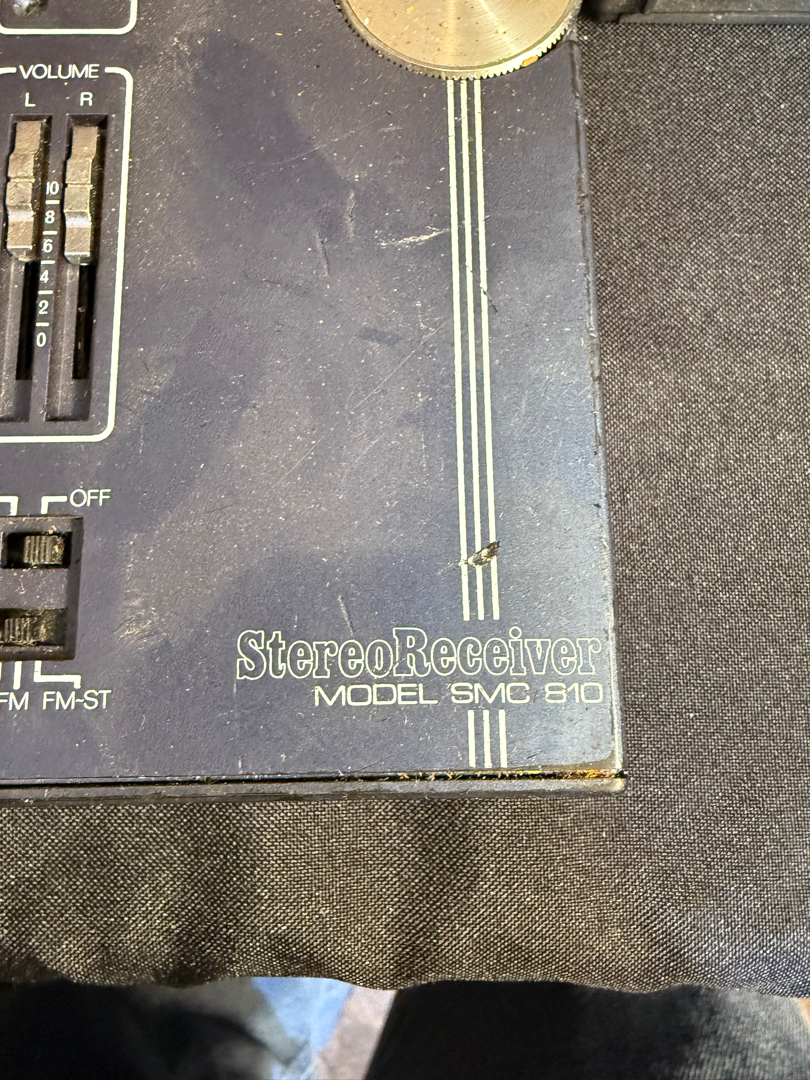 VOLUME
L R
10
8
6
4
2
0
OFF
FM FM-ST
StereoReceiver
MODEL SMC 810